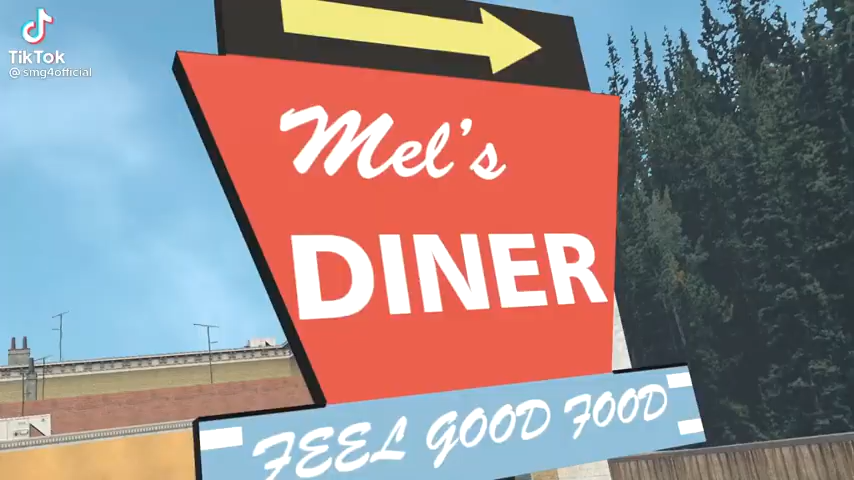 TikTok
@smg4official
Mel's
DINER
FEEL GOOD FOOD